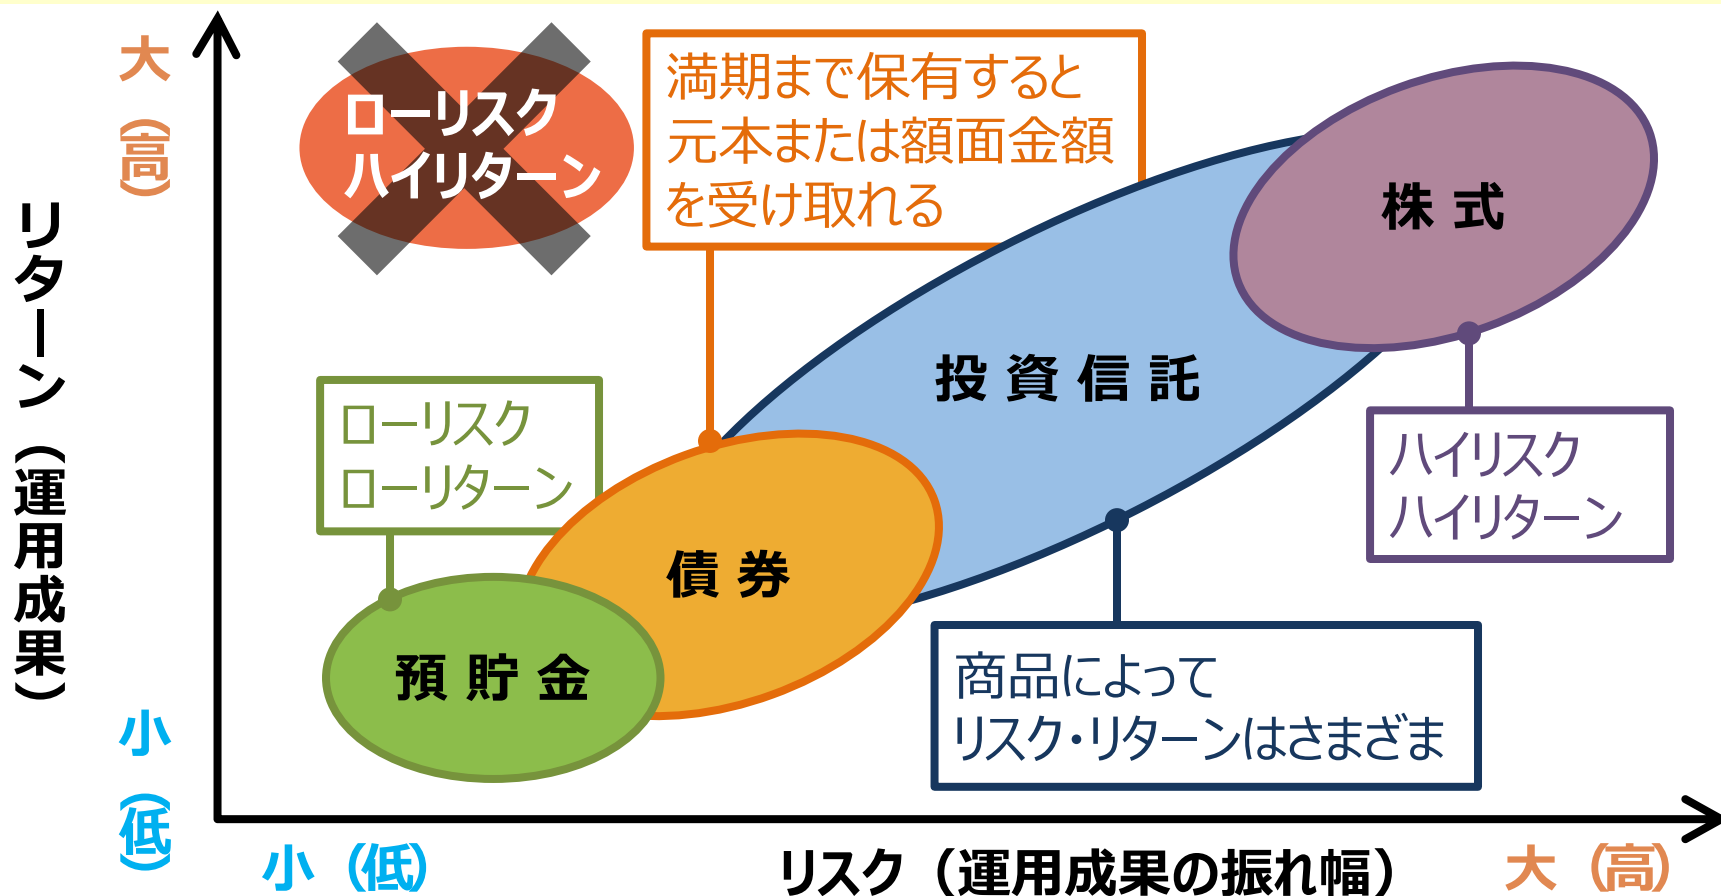 大（高）
ローリスク
ハイリターン
満期まで保有すると
元本または額面金額
を受け取れる
株式
リターン（運用成果）
投資信託
ローリスク
ローリターン
ハイリスク
ハイリターン
債券
預貯金
商品によって
リスク・リターンはさまざま
小（低）
小（低）
リスク（運用成果の振れ幅）
大（高）